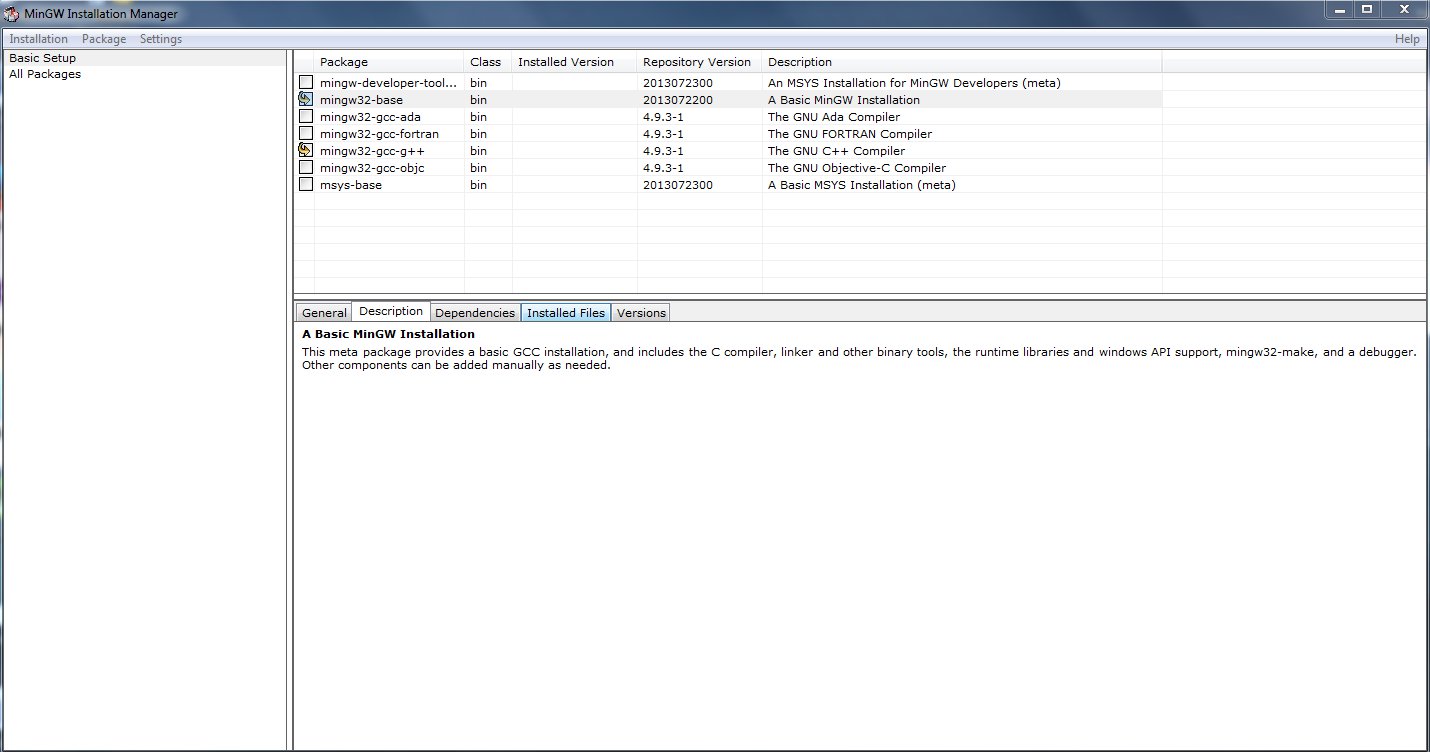 MinGW Installation Manager
Installation Package Settings Help
Basic Setup
All Packages
Package Class Installed Version Repository Version Description
mingw-developer-tool... bin 2013072300 An MSYS Installation for MinGW Developers (meta)
mingw32-base bin 2013072200 A Basic MinGW Installation
mingw32-gcc-ada bin 4.9.3-1 The GNU Ada Compiler
mingw32-gcc-fortran bin 4.9.3-1 The GNU FORTRAN Compiler
mingw32-gcc-g++ bin 4.9.3-1 The GNU C++ Compiler
mingw32-gcc-objc bin 4.9.3-1 The GNU Objective-C Compiler
msys-base bin 2013072300 A Basic MSYS Installation (meta)
General Description Dependencies Installed Files Versions
A Basic MinGW Installation
This meta package provides a basic GCC installation, and includes the C compiler, linker and other binary tools, the runtime libraries and windows API support, mingw32-make, and a debugger.
Other components can be added manually as needed.